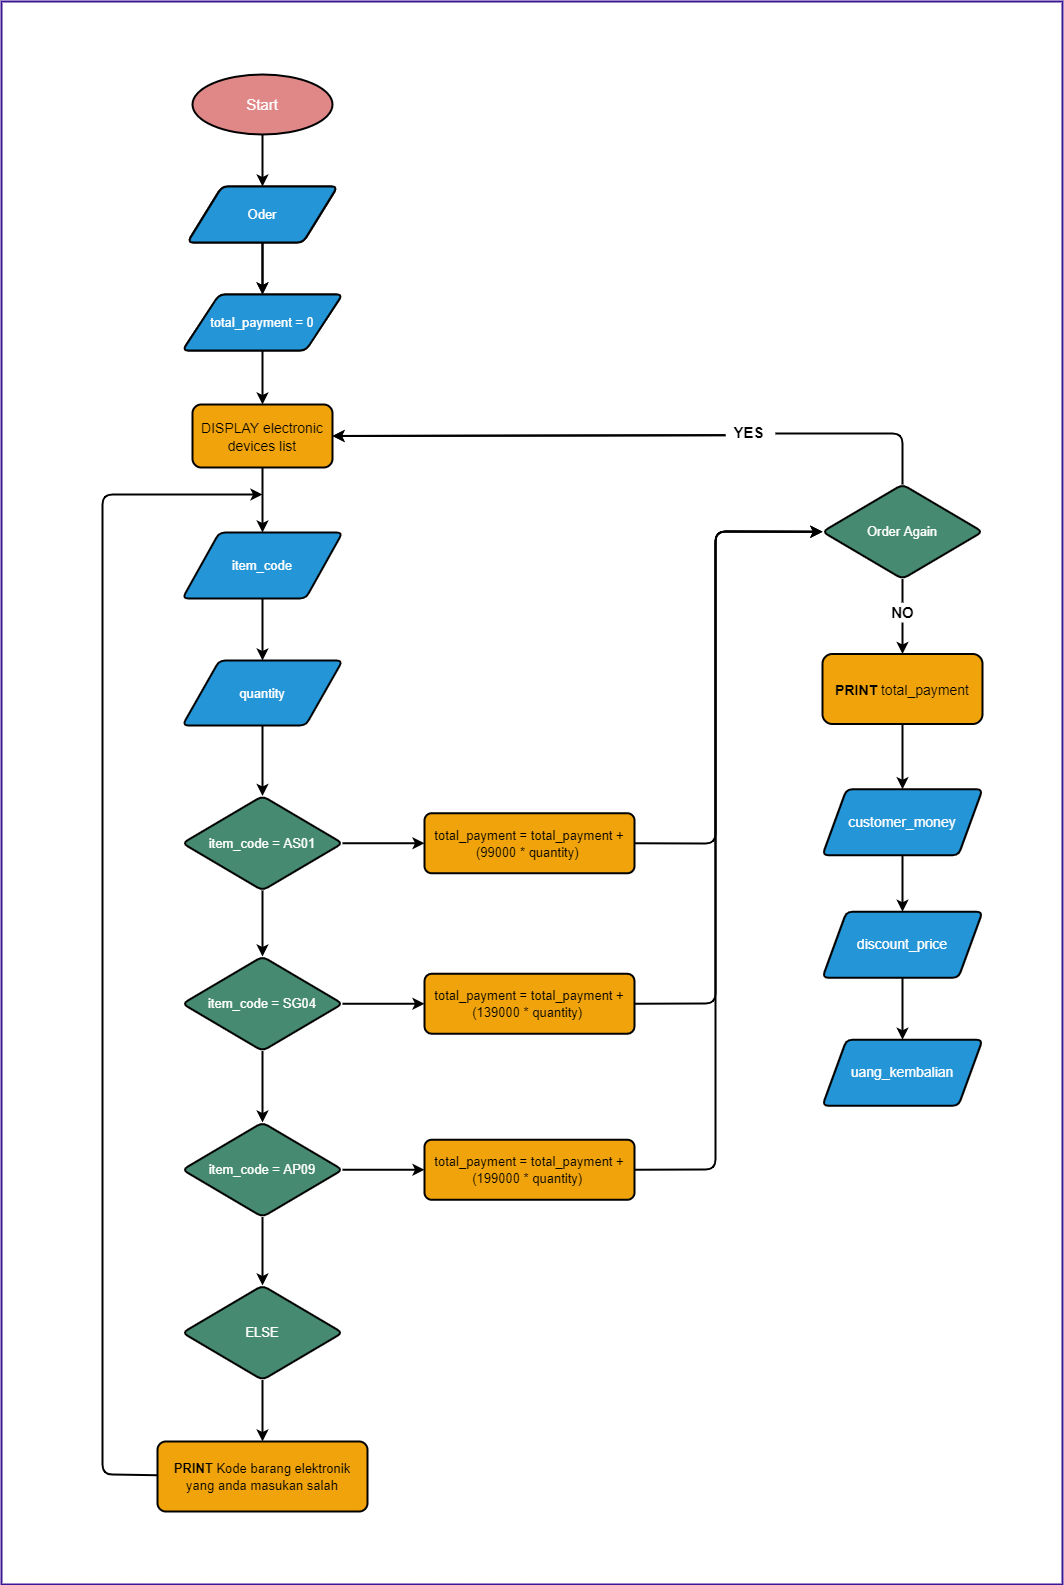 Start
Oder
total_payment = 0
DISPLAY electronic
devices list
item_code
quantity
item_code = AS01
total_payment = total_payment +
(99000 * quantity)
item_code = SG04
total_payment = total_payment +
(139000 * quantity)
item_code = AP09
total_payment = total_payment +
(199000 * quantity)
ELSE
PRINT Kode barang elektronik
yang anda masukan salah
YES
Order Again
NO
PRINT total_payment
customer_money
discount_price
uang_kembalian